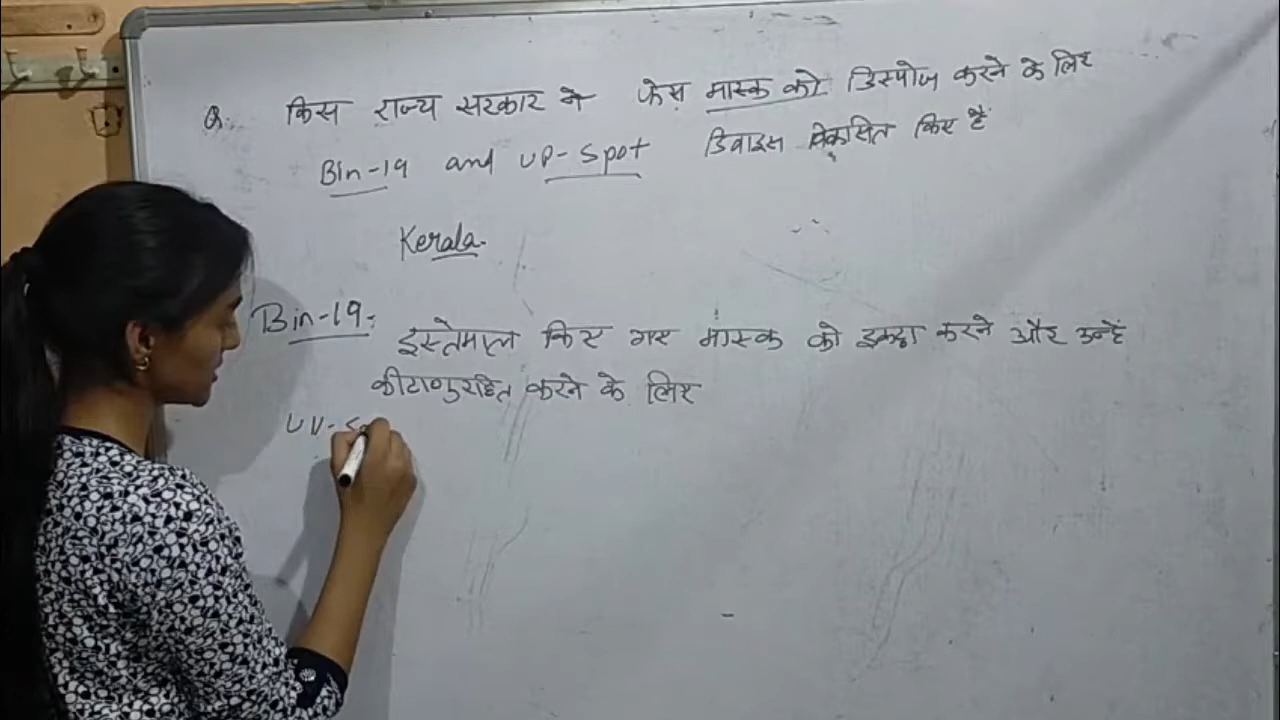 Q. किस राज्य सरकार ने फेस मास्क को डिस्पोज करने के लिए
Bin-19 and UP-Spot डिवाइस विकसित किए है
Kerala.
Bin-19:
इस्तेमाल किए गए मास्क को इकट्ठा करने और उन्हें
कीटाणुरहित करने के लिए
UV-S